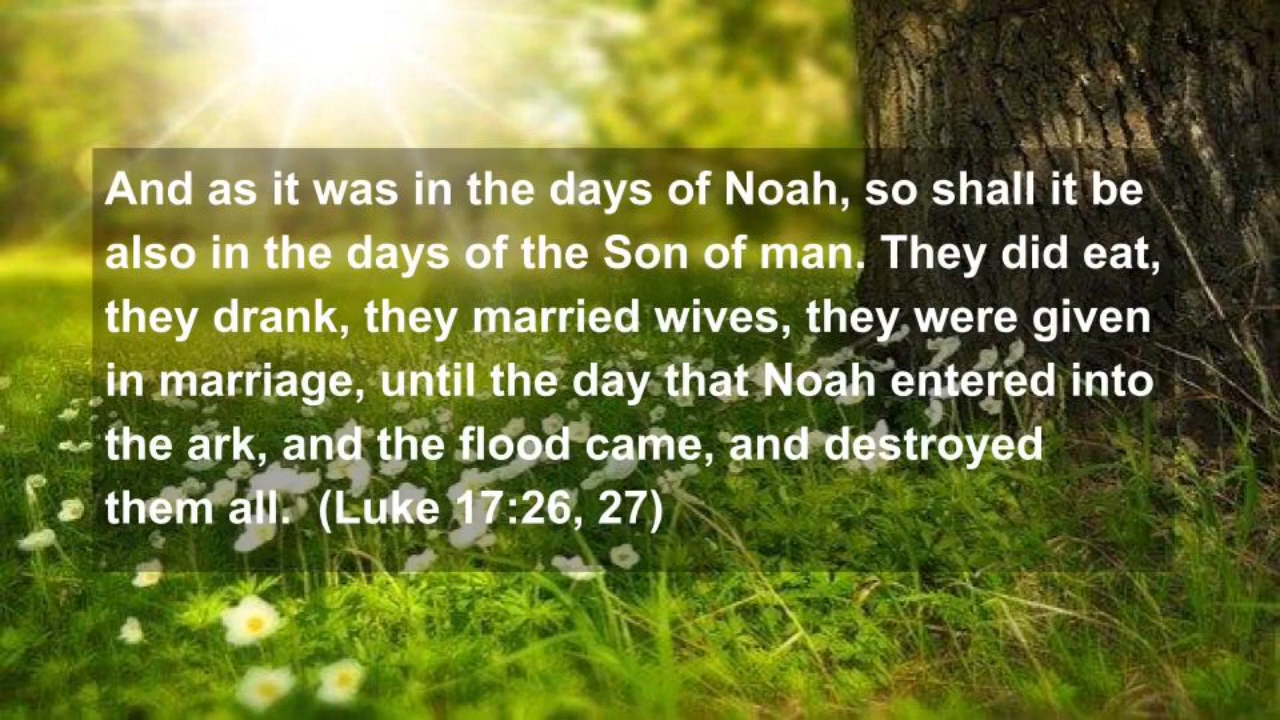 And as it was in the days of Noah, so shall it be
also in the days of the Son of man. They did eat,
they drank, they married wives, they were given
in marriage, until the day that Noah entered into
the ark, and the flood came, and destroyed
them all.  (Luke 17:26, 27)